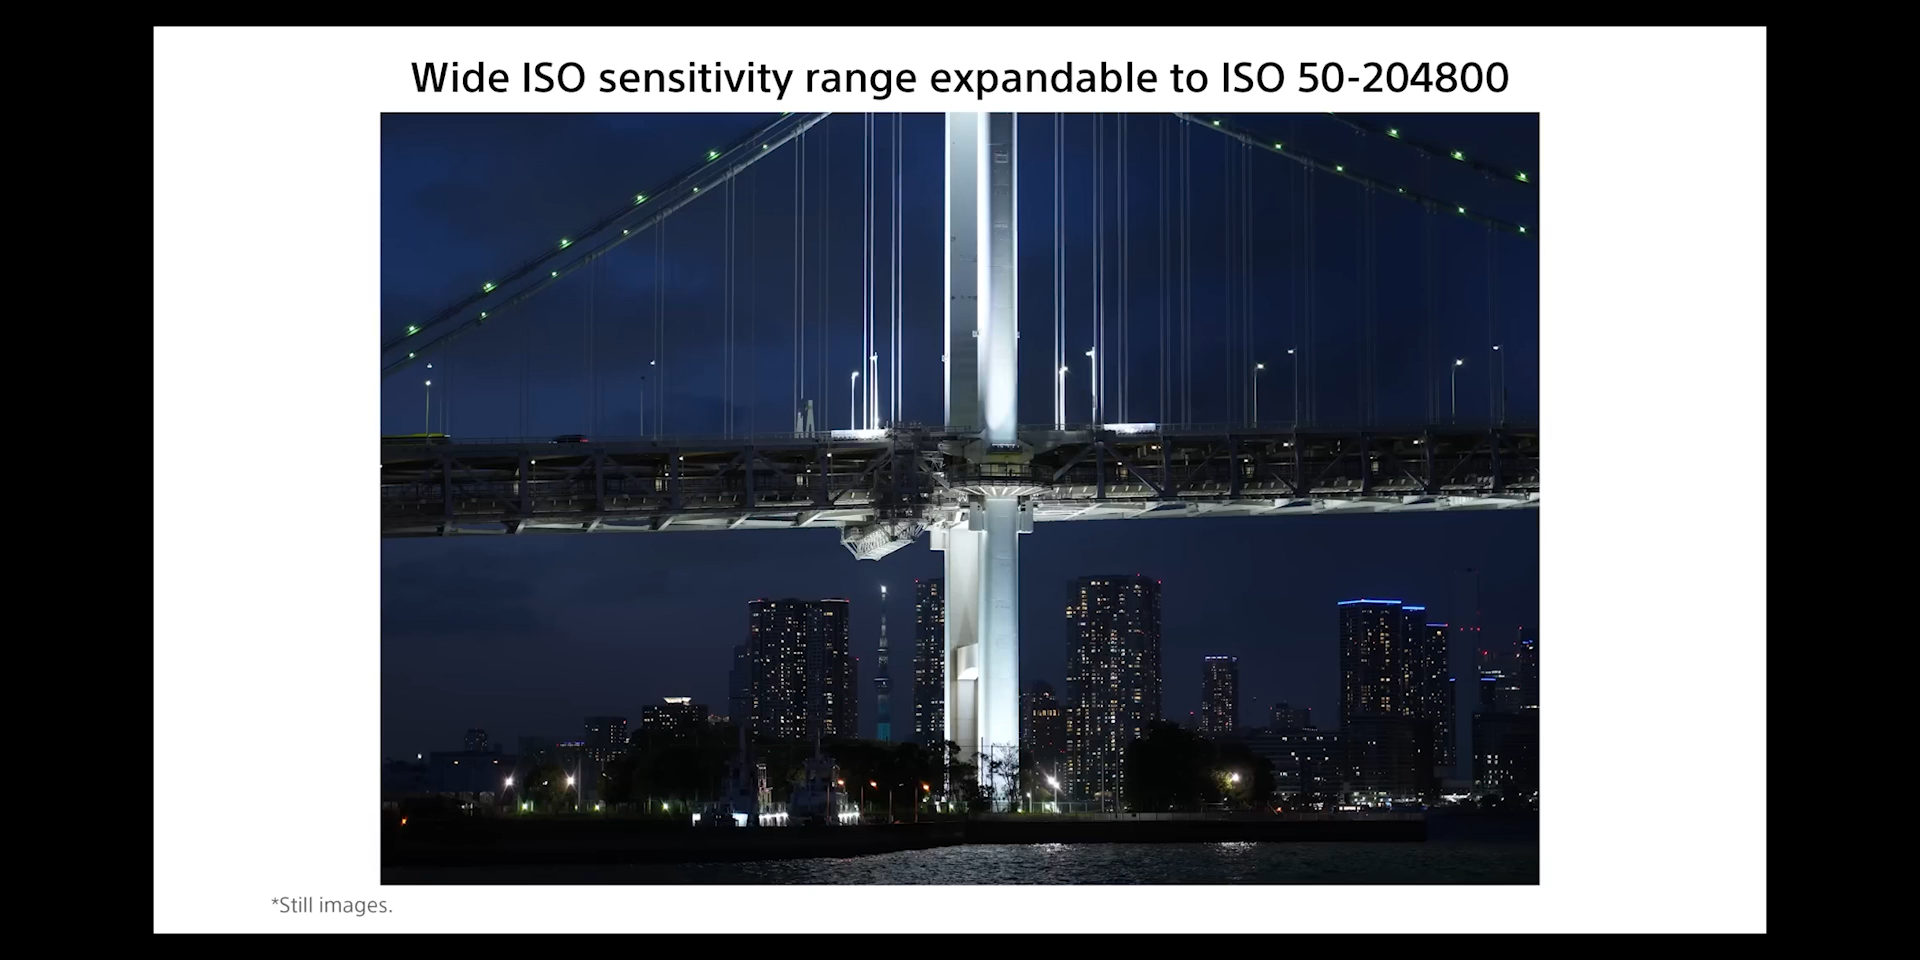 Wide ISO sensitivity range expandable to ISO 50-204800
*Still images.